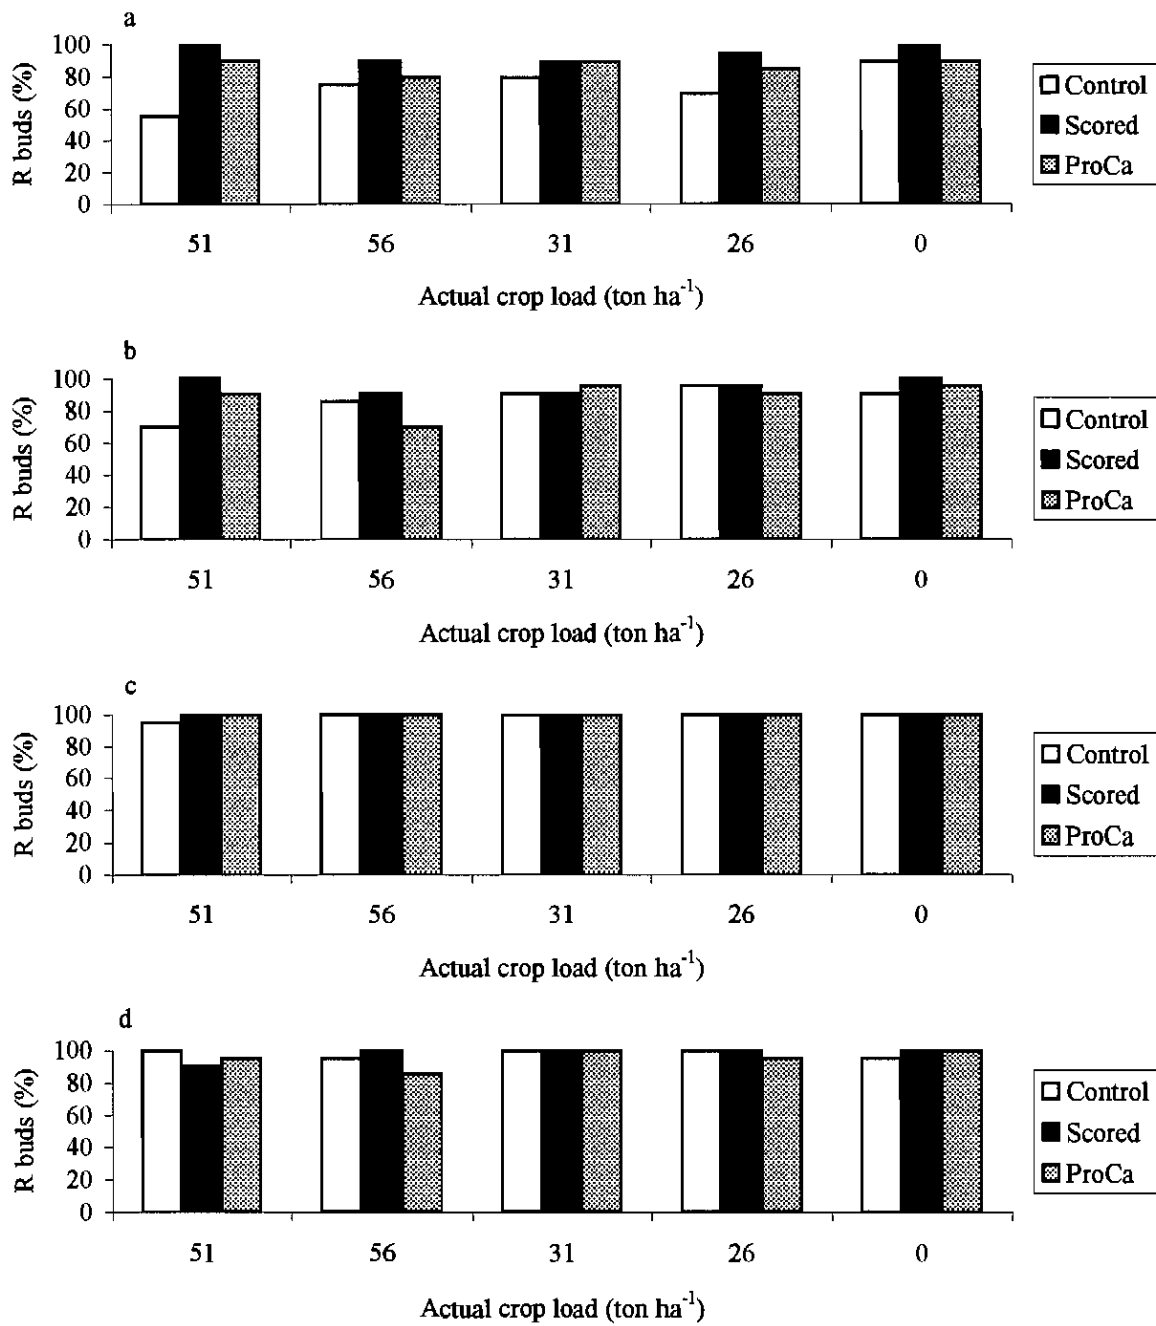 a
100
80
60
40
20
0
R buds (%)
51 56 31 26 0
Actual crop load (ton ha⁻¹)
Control
Scored
ProCa
b
100
80
60
40
20
0
R buds (%)
51 56 31 26 0
Actual crop load (ton ha⁻¹)
Control
Scored
ProCa
c
100
80
60
40
20
0
R buds (%)
51 56 31 26 0
Actual crop load (ton ha⁻¹)
Control
Scored
ProCa
d
100
80
60
40
20
0
R buds (%)
51 56 31 26 0
Actual crop load (ton ha⁻¹)
Control
Scored
ProCa